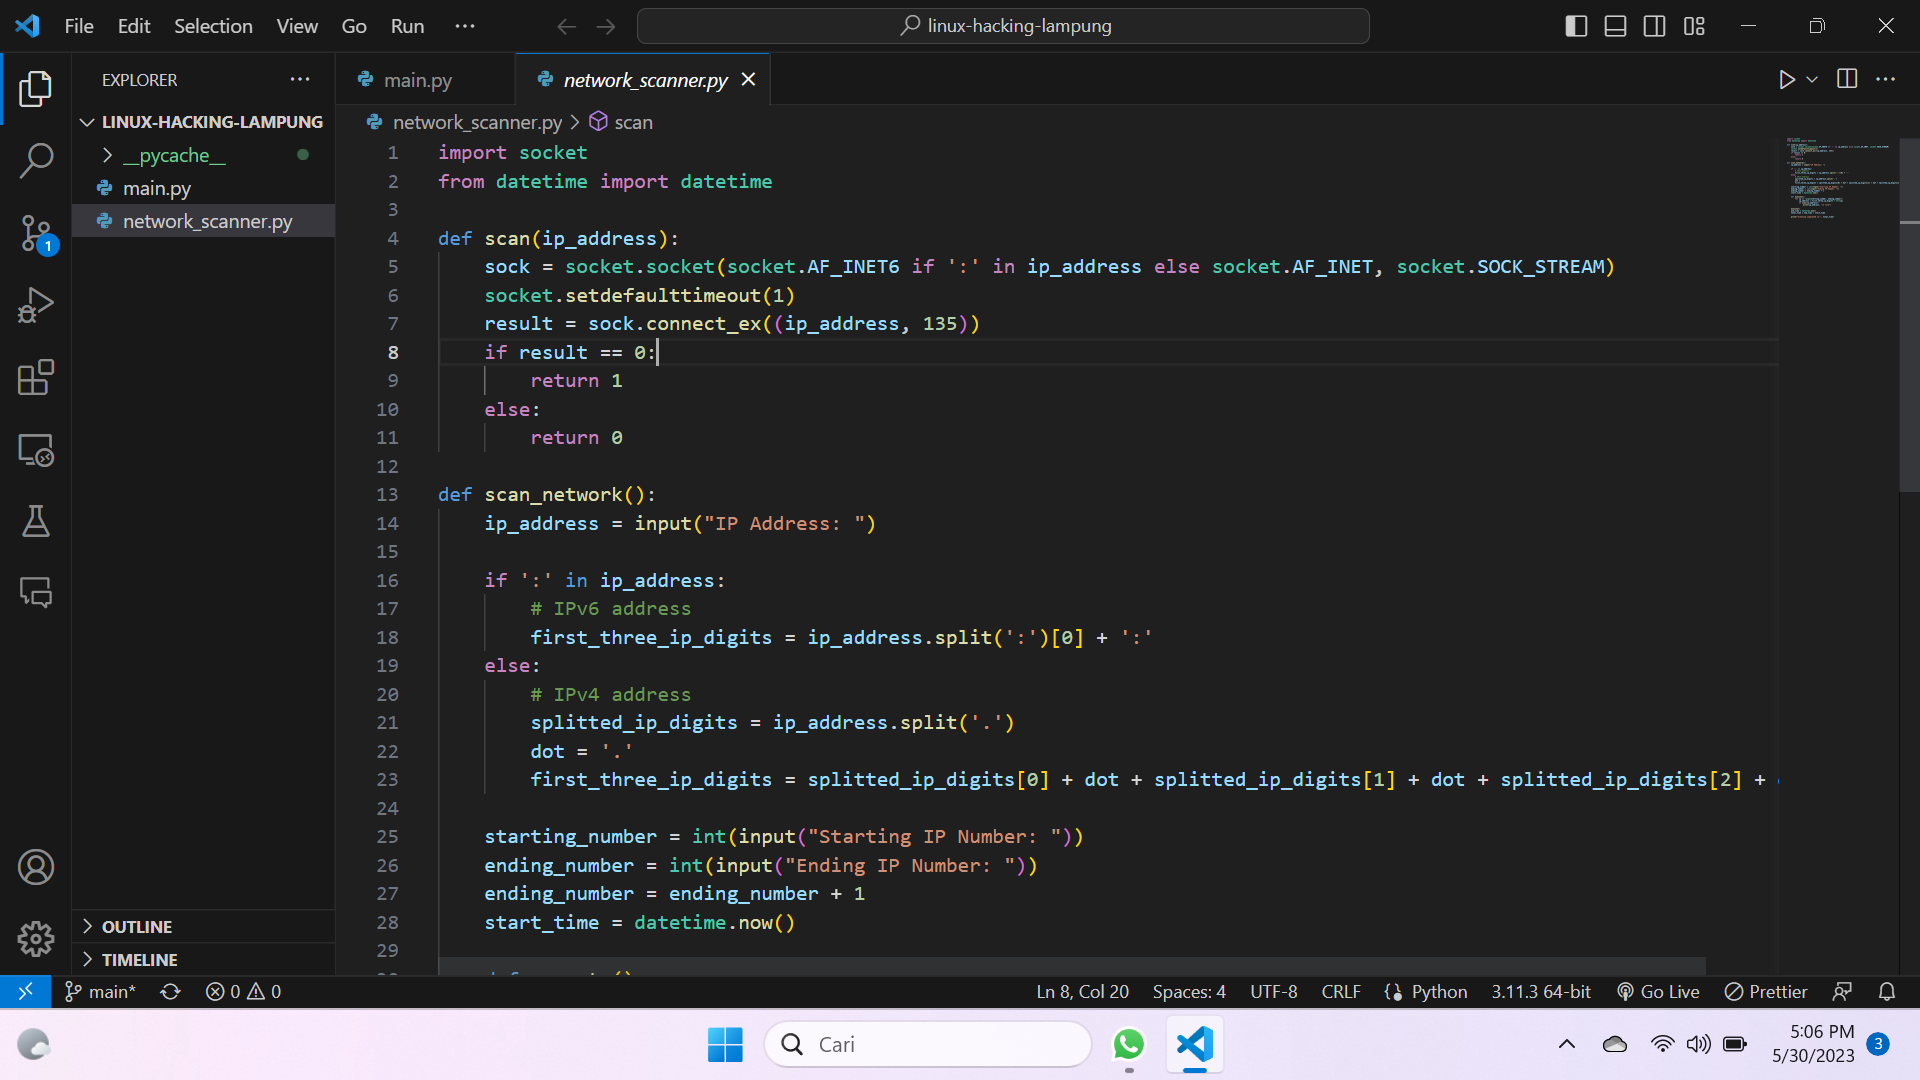 File Edit Selection View Go Run ···
linux-hacking-lampung
EXPLORER
LINUX-HACKING-LAMPUNG
__pycache__
main.py
network_scanner.py
1
OUTLINE
TIMELINE
main.py
network_scanner.py
network_scanner.py > scan
1 import socket
2 from datetime import datetime
3
4 def scan(ip_address):
5     sock = socket.socket(socket.AF_INET6 if ':' in ip_address else socket.AF_INET, socket.SOCK_STREAM)
6     socket.setdefaulttimeout(1)
7     result = sock.connect_ex((ip_address, 135))
8     if result == 0:
9         return 1
10     else:
11         return 0
12
13 def scan_network():
14     ip_address = input("IP Address: ")
15
16     if ':' in ip_address:
17         # IPv6 address
18         first_three_ip_digits = ip_address.split(':')[0] + ':'
19     else:
20         # IPv4 address
21         splitted_ip_digits = ip_address.split('.')
22         dot = '.'
23         first_three_ip_digits = splitted_ip_digits[0] + dot + splitted_ip_digits[1] + dot + splitted_ip_digits[2] +
24
25     starting_number = int(input("Starting IP Number: "))
26     ending_number = int(input("Ending IP Number: "))
27     ending_number = ending_number + 1
28     start_time = datetime.now()
29
main* 0 0 Ln 8, Col 20 Spaces: 4 UTF-8 CRLF Python 3.11.3 64-bit Go Live Prettier
Cari
5:06 PM
5/30/2023
3